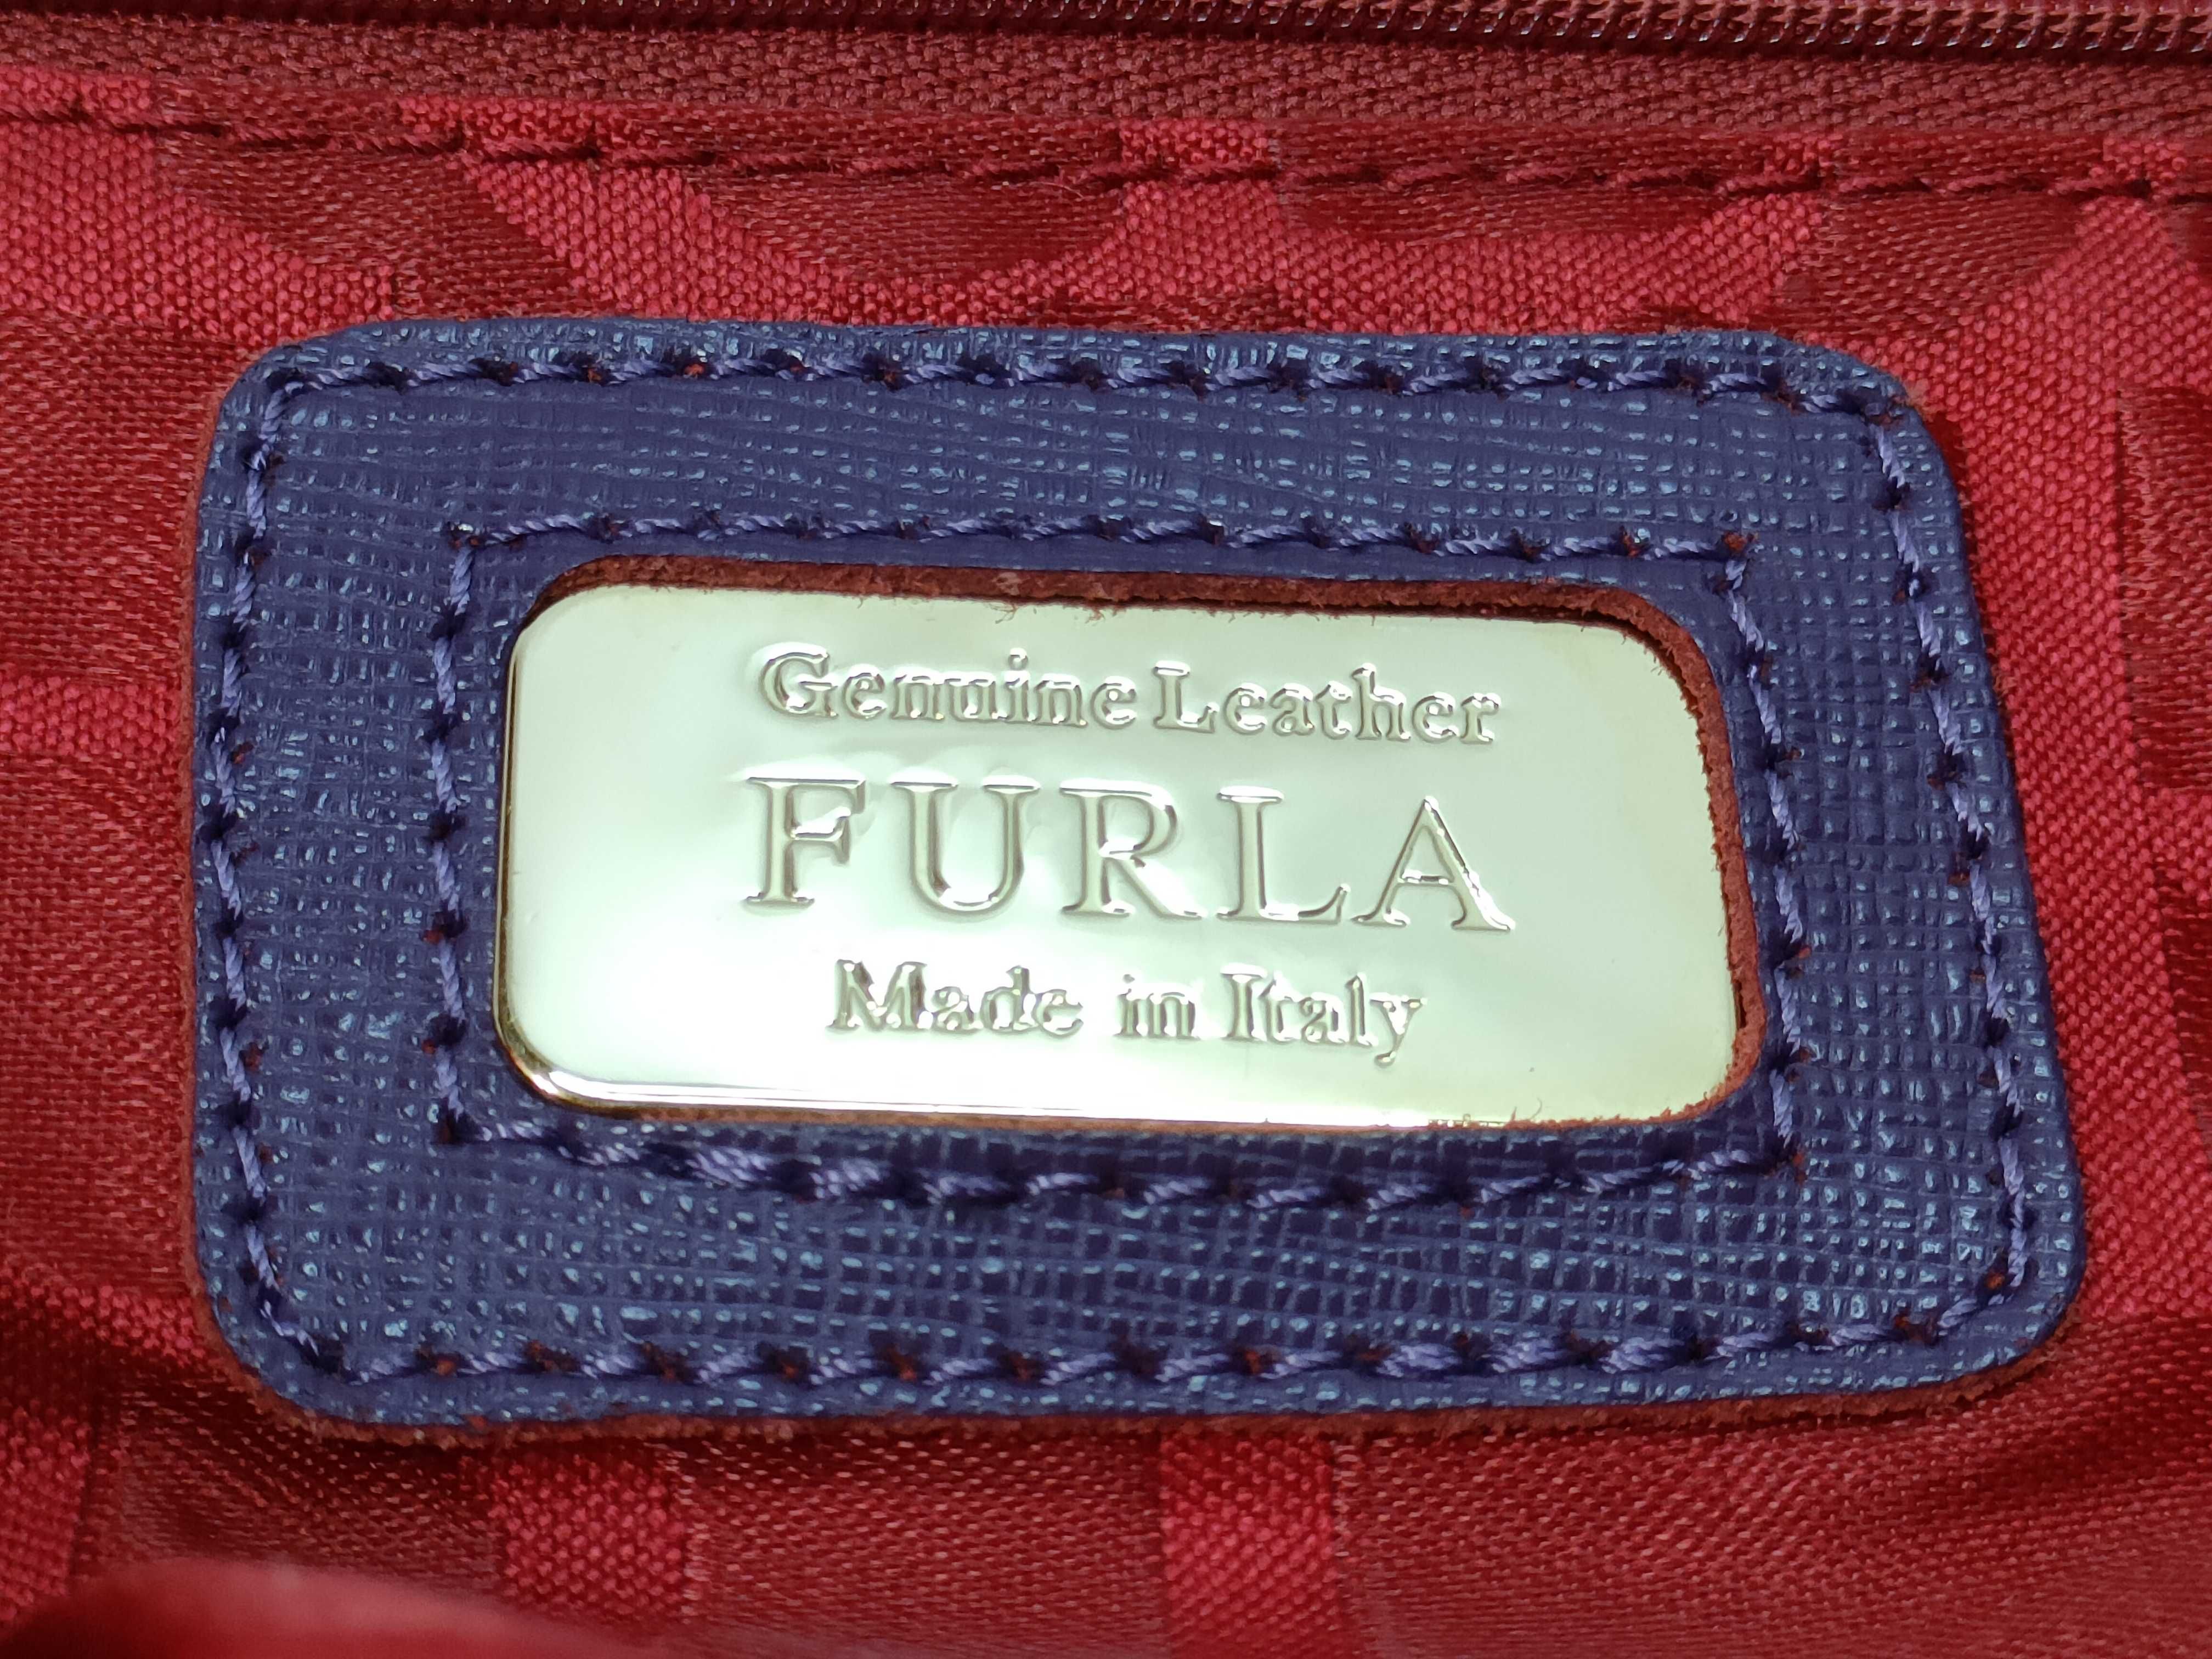 Genuine Leather
FURLA
Made in Italy